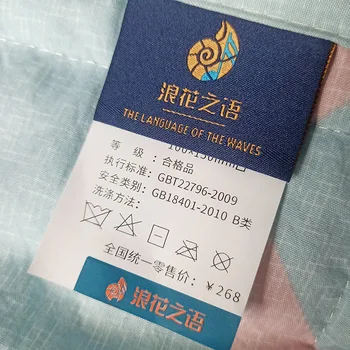 浪花之语
THE LANGUAGE OF THE WAVES
等 级：合格品
执行标准：GBT22796-2009
安全类别：GB18401-2010 B类
洗涤方法：
全国统一零售价：￥268
浪花之语